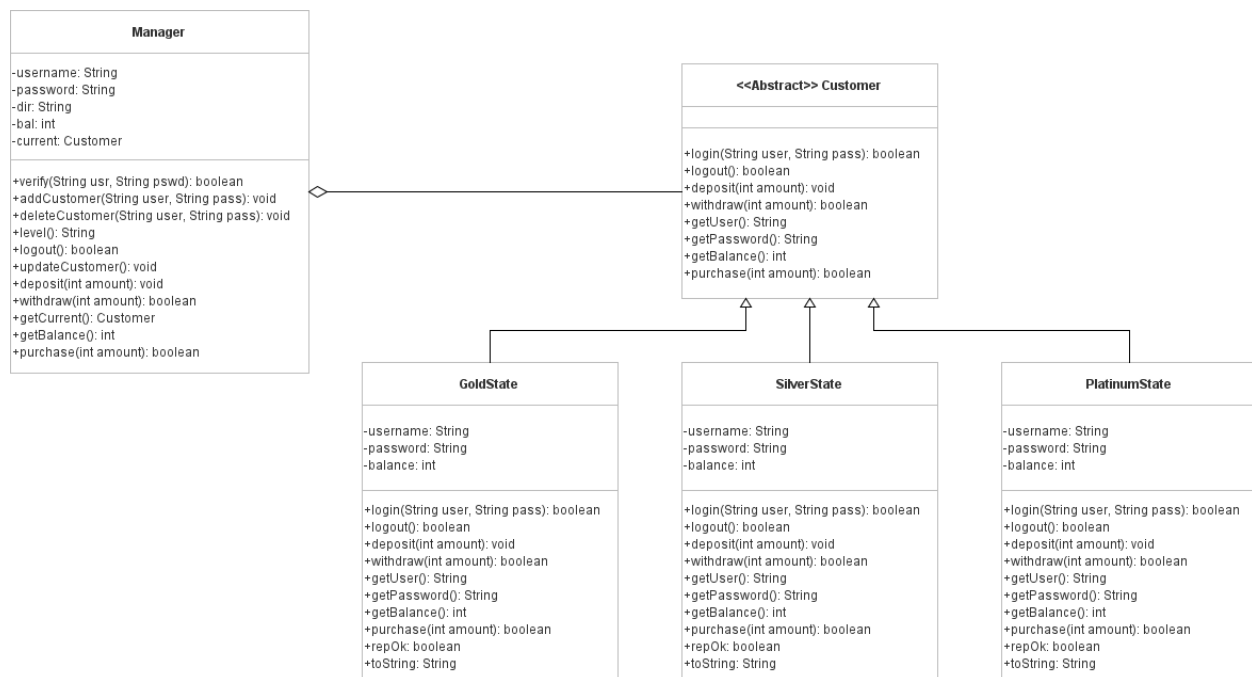 Manager
-username: String
-password: String
-dir: String
-bal: int
-current: Customer
+verify(String usr, String pswd): boolean
+addCustomer(String user, String pass): void
+deleteCustomer(String user, String pass): void
+level(): String
+logout(): boolean
+updateCustomer(): void
+deposit(int amount): void
+withdraw(int amount): boolean
+getCurrent(): Customer
+getBalance(): int
+purchase(int amount): boolean
<<Abstract>> Customer
+login(String user, String pass): boolean
+logout(): boolean
+deposit(int amount): void
+withdraw(int amount): boolean
+getUser(): String
+getPassword(): String
+getBalance(): int
+purchase(int amount): boolean
GoldState
-username: String
-password: String
-balance: int
+login(String user, String pass): boolean
+logout(): boolean
+deposit(int amount): void
+withdraw(int amount): boolean
+getUser(): String
+getPassword(): String
+getBalance(): int
+purchase(int amount): boolean
+repOk: boolean
+toString: String
SilverState
-username: String
-password: String
-balance: int
+login(String user, String pass): boolean
+logout(): boolean
+deposit(int amount): void
+withdraw(int amount): boolean
+getUser(): String
+getPassword(): String
+getBalance(): int
+purchase(int amount): boolean
+repOk: boolean
+toString: String
PlatinumState
-username: String
-password: String
-balance: int
+login(String user, String pass): boolean
+logout(): boolean
+deposit(int amount): void
+withdraw(int amount): boolean
+getUser(): String
+getPassword(): String
+getBalance(): int
+purchase(int amount): boolean
+repOk: boolean
+toString: String